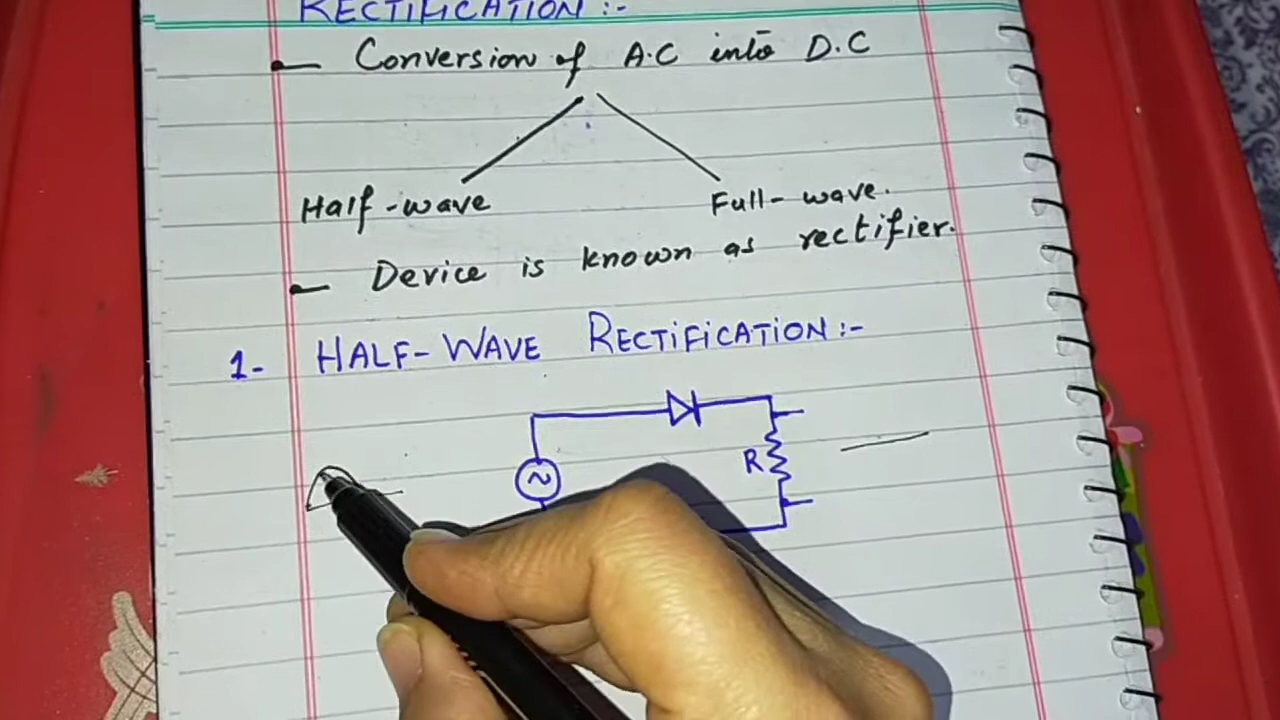 RECTIFICATION :-
Conversion of A.C into D.C
Half-wave Full-wave.
Device is known as rectifier.
1- HALF-WAVE RECTIFICATION:-
R
~